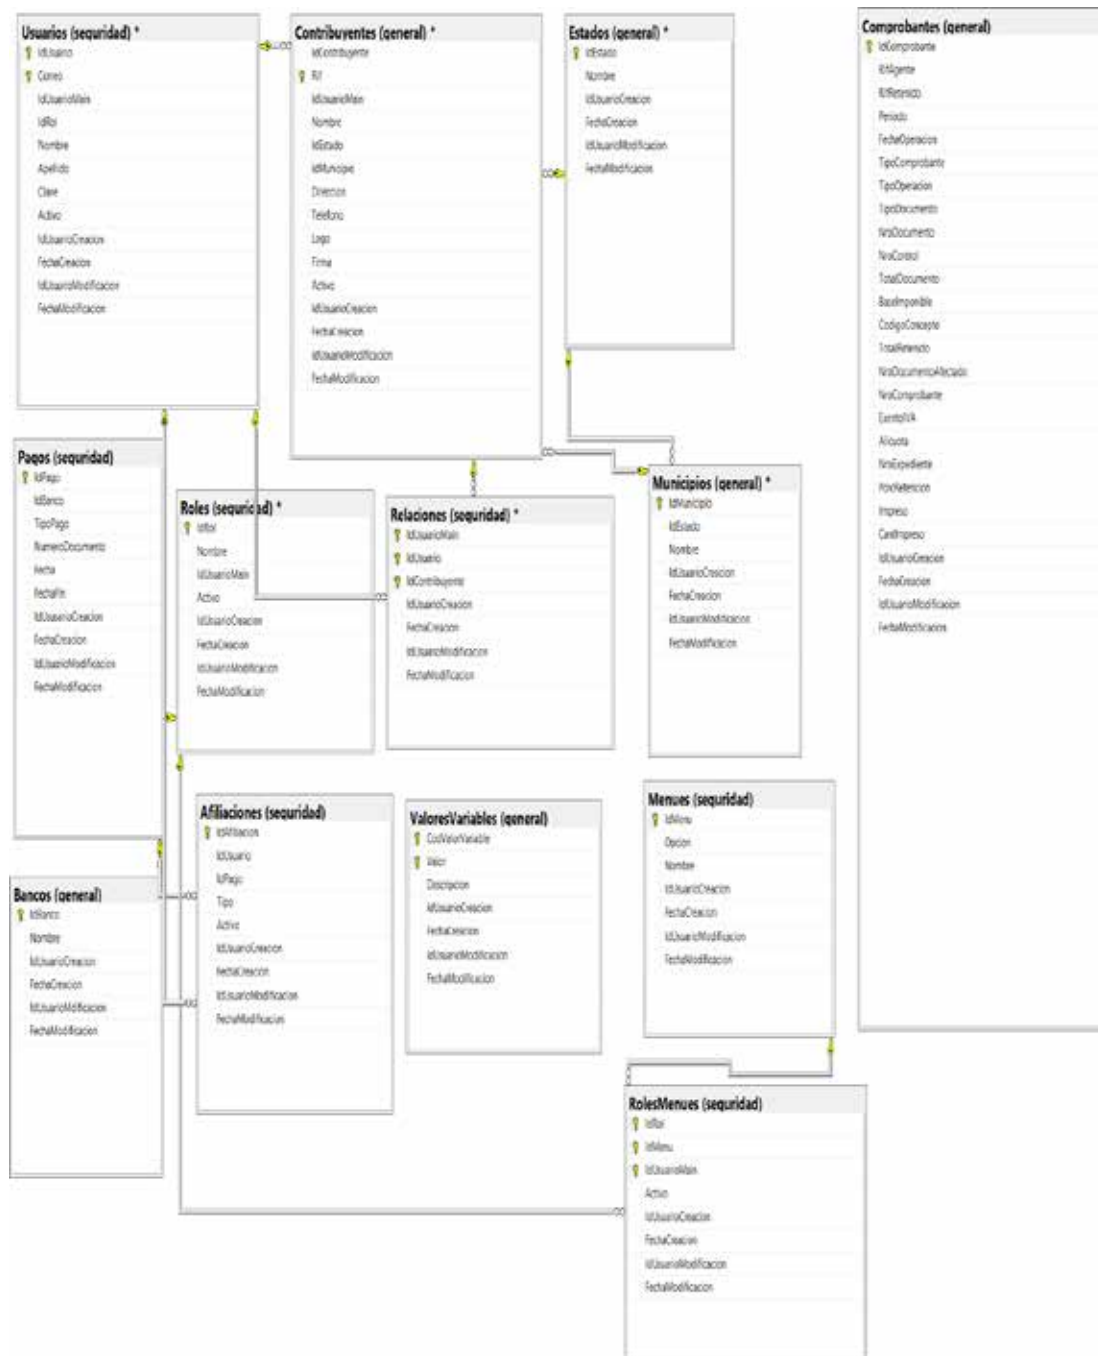 Usuarios (seguridad) *
IdUsuario
Correo
IdUsuarioMain
IdRol
Nombre
Apellido
Clave
Activo
IdUsuarioCreacion
FechaCreacion
IdUsuarioModificacion
FechaModificacion
Contribuyentes (general) *
IdContribuyente
Rif
IdUsuarioMain
Nombre
IdEstado
IdMunicipio
Direccion
Telefono
Logo
Firma
Activo
IdUsuarioCreacion
FechaCreacion
IdUsuarioModificacion
FechaModificacion
Estados (general) *
IdEstado
Nombre
IdUsuarioCreacion
FechaCreacion
IdUsuarioModificacion
FechaModificacion
Comprobantes (general)
IdComprobante
RifAgente
RifRetenido
Periodo
FechaOperacion
TipoComprobante
TipoOperacion
TipoDocumento
NroDocumento
NroControl
TotalDocumento
BaseImponible
CodigoConcepto
TotalRetenido
NroDocumentoAfectado
NroComprobante
ExentoIVA
Alicuota
NroExpediente
PorcRetencion
Impreso
CantImpreso
IdUsuarioCreacion
FechaCreacion
IdUsuarioModificacion
FechaModificacion
Pagos (seguridad)
IdPago
IdBanco
TipoPago
NumeroDocumento
Fecha
FechaFin
IdUsuarioCreacion
FechaCreacion
IdUsuarioModificacion
FechaModificacion
Roles (seguridad) *
IdRol
Nombre
IdUsuarioMain
Activo
IdUsuarioCreacion
FechaCreacion
IdUsuarioModificacion
FechaModificacion
Relaciones (seguridad) *
IdUsuarioMain
IdUsuario
IdContribuyente
IdUsuarioCreacion
FechaCreacion
IdUsuarioModificacion
FechaModificacion
Municipios (general) *
IdMunicipio
IdEstado
Nombre
IdUsuarioCreacion
FechaCreacion
IdUsuarioModificacion
FechaModificacion
Afiliaciones (seguridad)
IdAfiliacion
IdUsuario
IdPago
Tipo
Activo
IdUsuarioCreacion
FechaCreacion
IdUsuarioModificacion
FechaModificacion
ValoresVariables (general)
CodValorVariable
Valor
Descripcion
IdUsuarioCreacion
FechaCreacion
IdUsuarioModificacion
FechaModificacion
Menues (seguridad)
IdMenu
Opcion
Nombre
IdUsuarioCreacion
FechaCreacion
IdUsuarioModificacion
FechaModificacion
Bancos (general)
IdBanco
Nombre
IdUsuarioCreacion
FechaCreacion
IdUsuarioModificacion
FechaModificacion
RolesMenues (seguridad)
IdRol
IdMenu
IdUsuarioMain
Activo
IdUsuarioCreacion
FechaCreacion
IdUsuarioModificacion
FechaModificacion